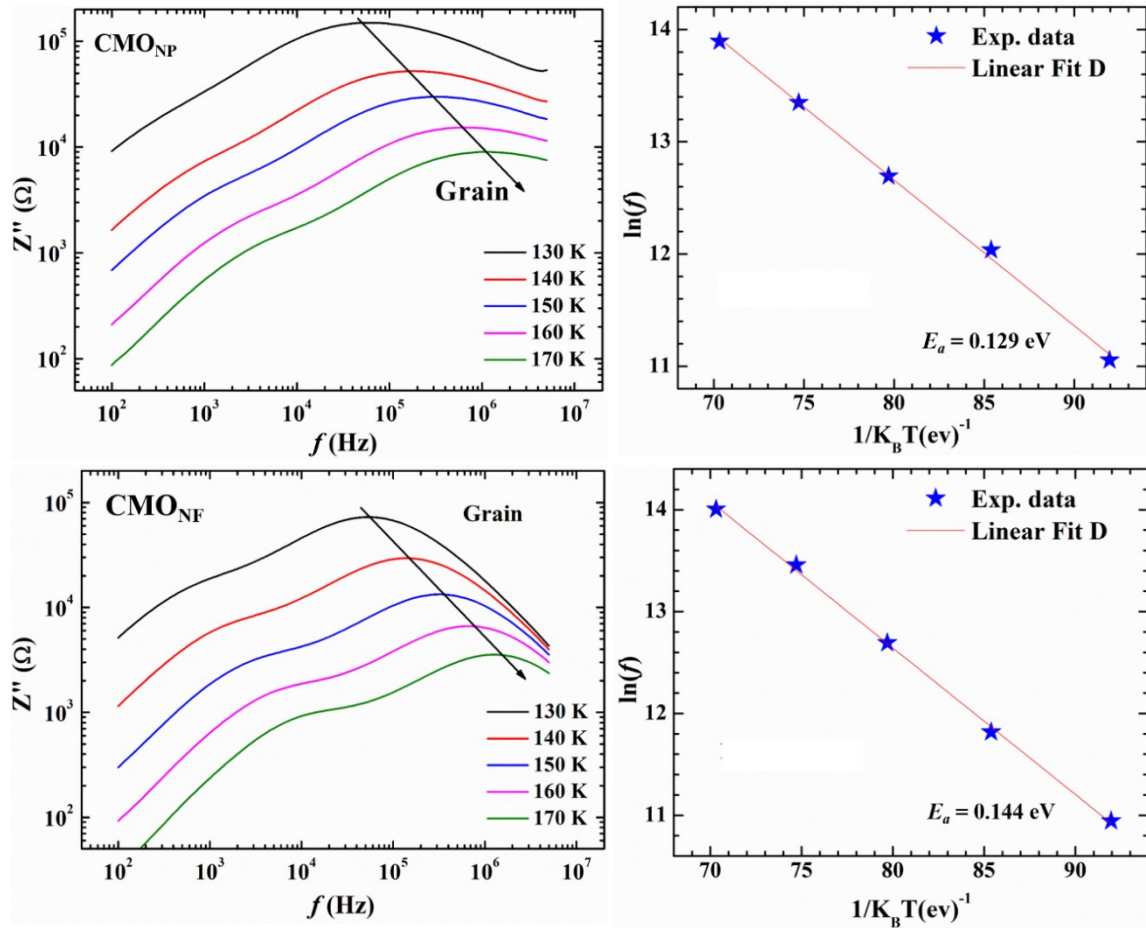 CMO_NP
Z'' (Ω)
10^5
10^4
10^3
10^2
10^2 10^3 10^4 10^5 10^6 10^7
f (Hz)
Grain
130 K
140 K
150 K
160 K
170 K
ln(f)
14
13
12
11
70 75 80 85 90
1/K_BT(ev)^-1
Exp. data
Linear Fit D
E_a = 0.129 eV
CMO_NF
Grain
Z'' (Ω)
10^5
10^4
10^3
10^2
10^2 10^3 10^4 10^5 10^6 10^7
f (Hz)
130 K
140 K
150 K
160 K
170 K
ln(f)
14
13
12
11
70 75 80 85 90
1/K_BT(ev)^-1
Exp. data
Linear Fit D
E_a = 0.144 eV